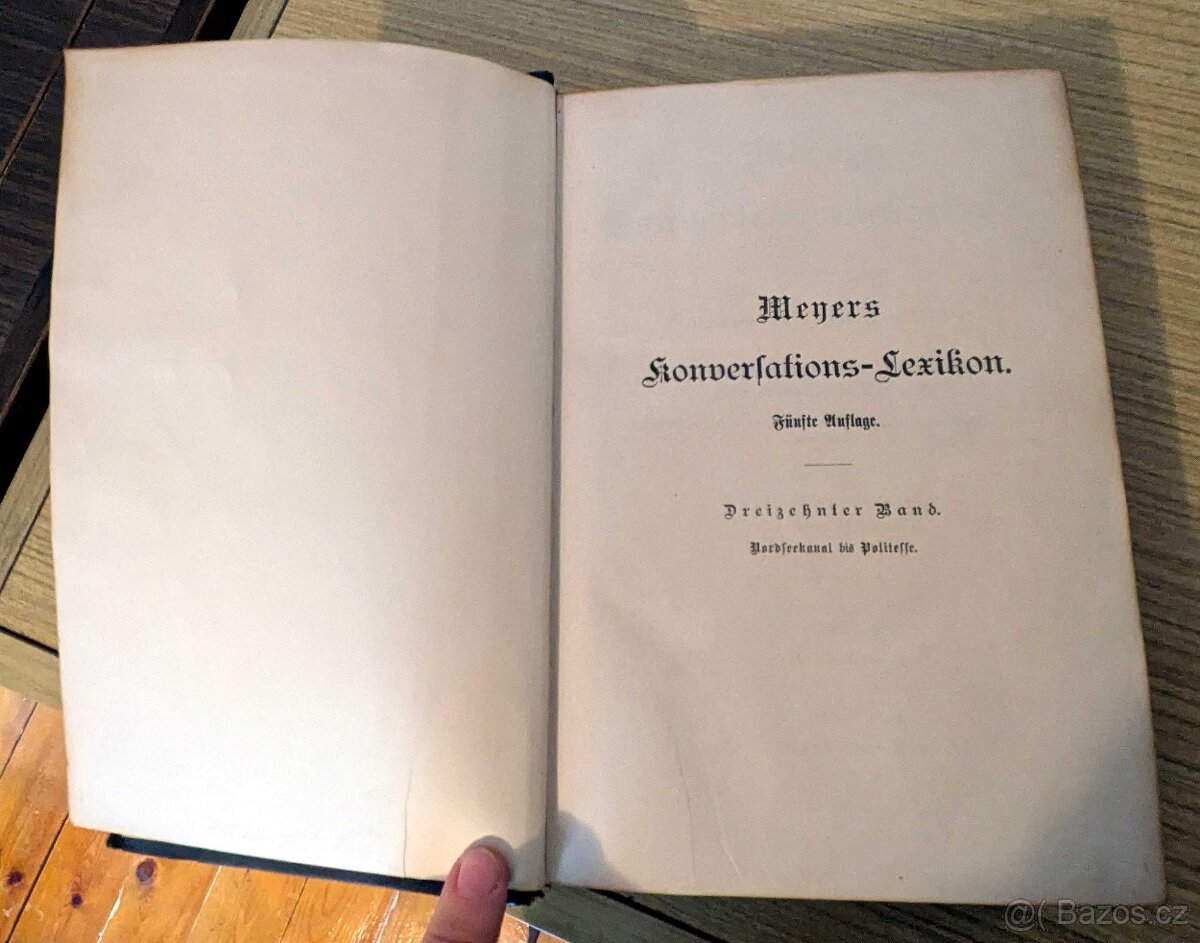 Meyers
Konverſations-Lexikon.
Fünfte Auflage.
Dreizehnter Band.
Nordſeekanal bis Politeſſe.
@( Bazos.cz